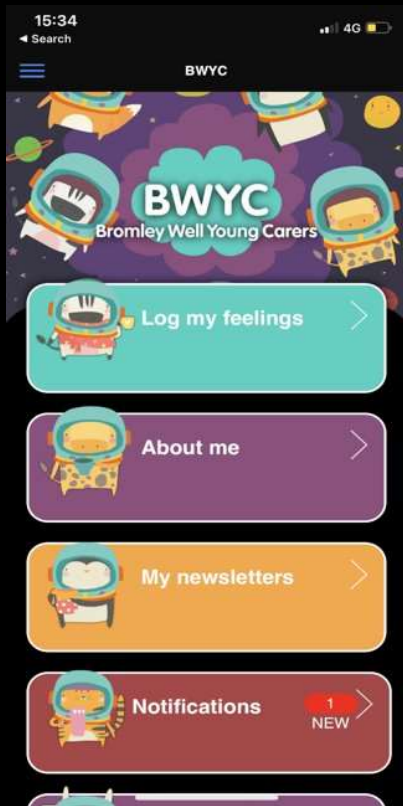 15:34
◄ Search
4G
BWYC
BWYC
Bromley Well Young Carers
Log my feelings
About me
My newsletters
Notifications
1
NEW